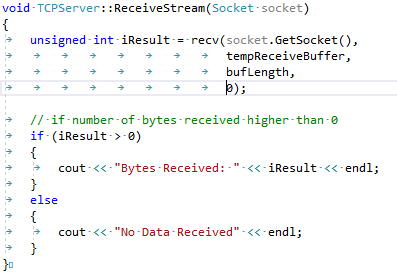 void TCPServer::ReceiveStream(Socket socket)
{
    unsigned int iResult = recv(socket.GetSocket(),
                                tempReceiveBuffer,
                                bufLength,
                                0);

    // if number of bytes received higher than 0
    if (iResult > 0)
    {
        cout << "Bytes Received: " << iResult << endl;
    }
    else
    {
        cout << "No Data Received" << endl;
    }
}